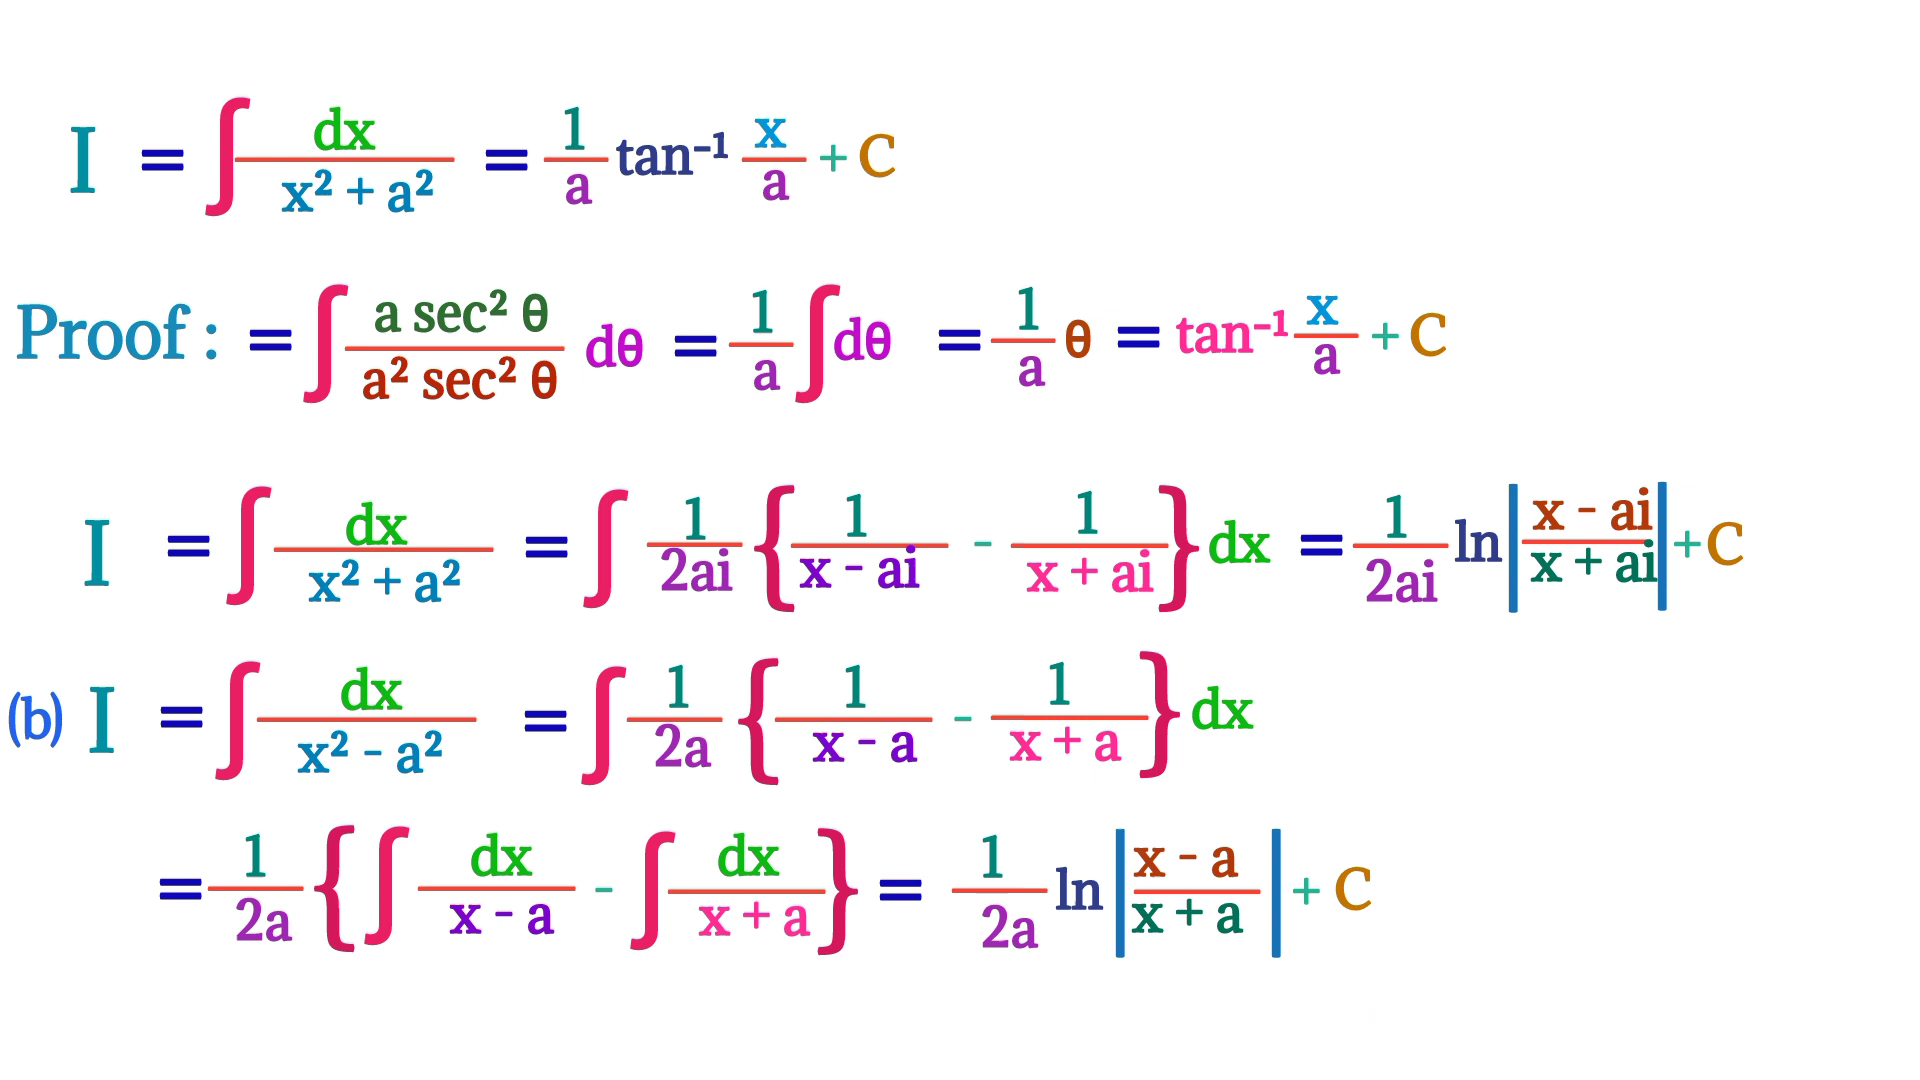 I = ∫ dx / (x² + a²) = 1/a tan⁻¹ x/a + C
Proof : = ∫ (a sec² θ) / (a² sec² θ) dθ = 1/a ∫ dθ = 1/a θ = tan⁻¹ x/a + C
I = ∫ dx / (x² + a²) = ∫ 1/2ai { 1/(x - ai) - 1/(x + ai) } dx = 1/2ai ln | (x - ai) / (x + ai) | + C
(b) I = ∫ dx / (x² - a²) = ∫ 1/2a { 1/(x - a) - 1/(x + a) } dx
= 1/2a { ∫ dx/(x - a) - ∫ dx/(x + a) } = 1/2a ln | (x - a) / (x + a) | + C